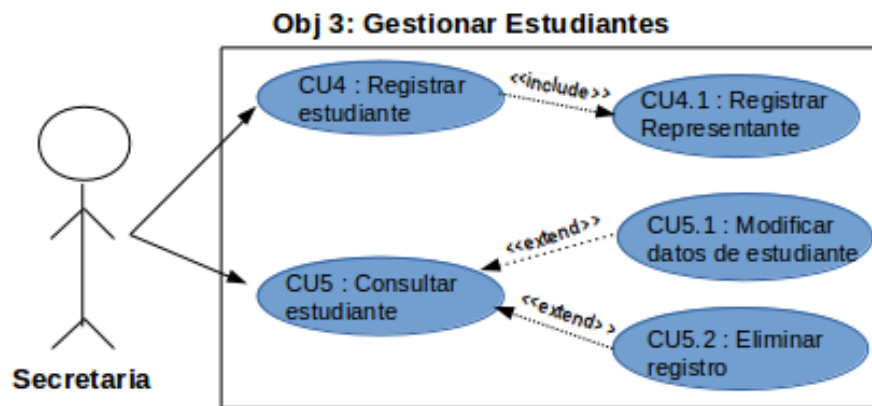 Obj 3: Gestionar Estudiantes
CU4 : Registrar
estudiante
<<include>>
CU4.1 : Registrar
Representante
CU5 : Consultar
estudiante
<<extend>>
CU5.1 : Modificar
datos de estudiante
<<extend>>
CU5.2 : Eliminar
registro
Secretaria